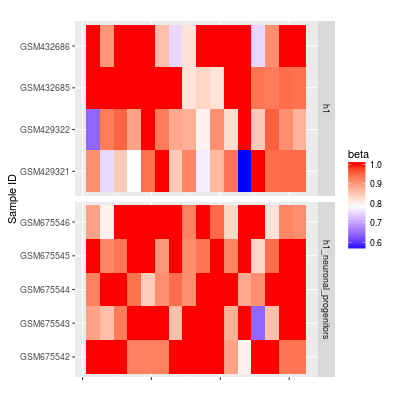 GSM432686
GSM432685
GSM429322
GSM429321
h1
GSM675546
GSM675545
GSM675544
GSM675543
GSM675542
h1_neuronal_progenitors
Sample ID
beta
1.0
0.9
0.8
0.7
0.6